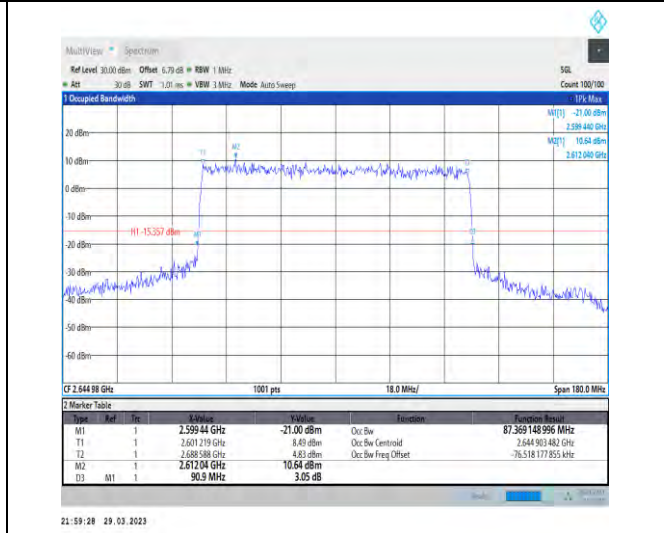 MultiView Spectrum
Ref Level 30.00 dBm Offset 6.79 dB RBW 1 MHz SGL
Att 30 dB SWT 1.01 ms VBW 3 MHz Mode Auto Sweep Count 100/100
1 Occupied Bandwidth 1Pk Max
M1[1] -21.00 dBm
2.599 440 GHz
M2[1] 10.64 dBm
2.612 040 GHz
20 dBm
T1 M2
10 dBm
0 dBm
-10 dBm
H1 -15.357 dBm
M1
-20 dBm
-30 dBm
-40 dBm
-50 dBm
-60 dBm
CF 2.644 98 GHz 1001 pts 18.0 MHz/ Span 180.0 MHz
2 Marker Table
Type Ref Trc X-Value Y-Value Function Function Result
M1 1 2.599 44 GHz -21.00 dBm Occ Bw 87.369 148 996 MHz
T1 1 2.601 219 GHz 8.49 dBm Occ Bw Centroid 2.644 903 482 GHz
T2 1 2.688 588 GHz 4.83 dBm Occ Bw Freq Offset -76.518 177 855 kHz
M2 1 2.612 04 GHz 10.64 dBm
D3 M1 1 90.9 MHz 3.05 dB
21:59:28 29.03.2023